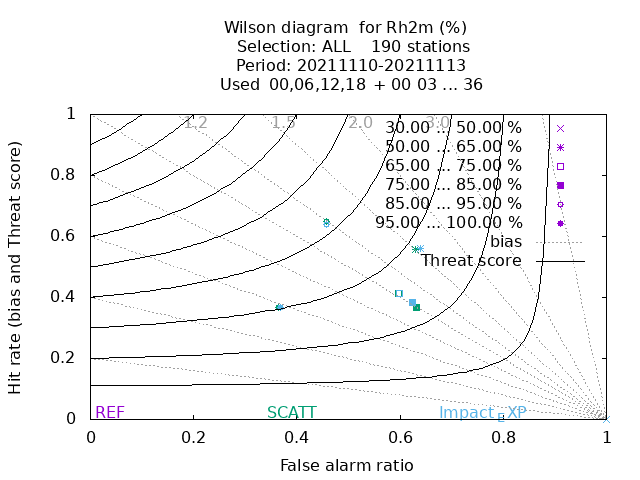 Wilson diagram  for Rh2m (%)
Selection: ALL    190 stations
Period: 20211110-20211113
Used  00,06,12,18  + 00 03 ... 36
1.2 1.5 2.0 3.0
30.00 ... 50.00 %
50.00 ... 65.00 %
65.00 ... 75.00 %
75.00 ... 85.00 %
85.00 ... 95.00 %
95.00 ... 100.00 %
bias
Threat score
Hit rate (bias and Threat score)
1
0.8
0.6
0.4
0.2
0
REF SCATT Impact_EXP
0 0.2 0.4 0.6 0.8 1
False alarm ratio